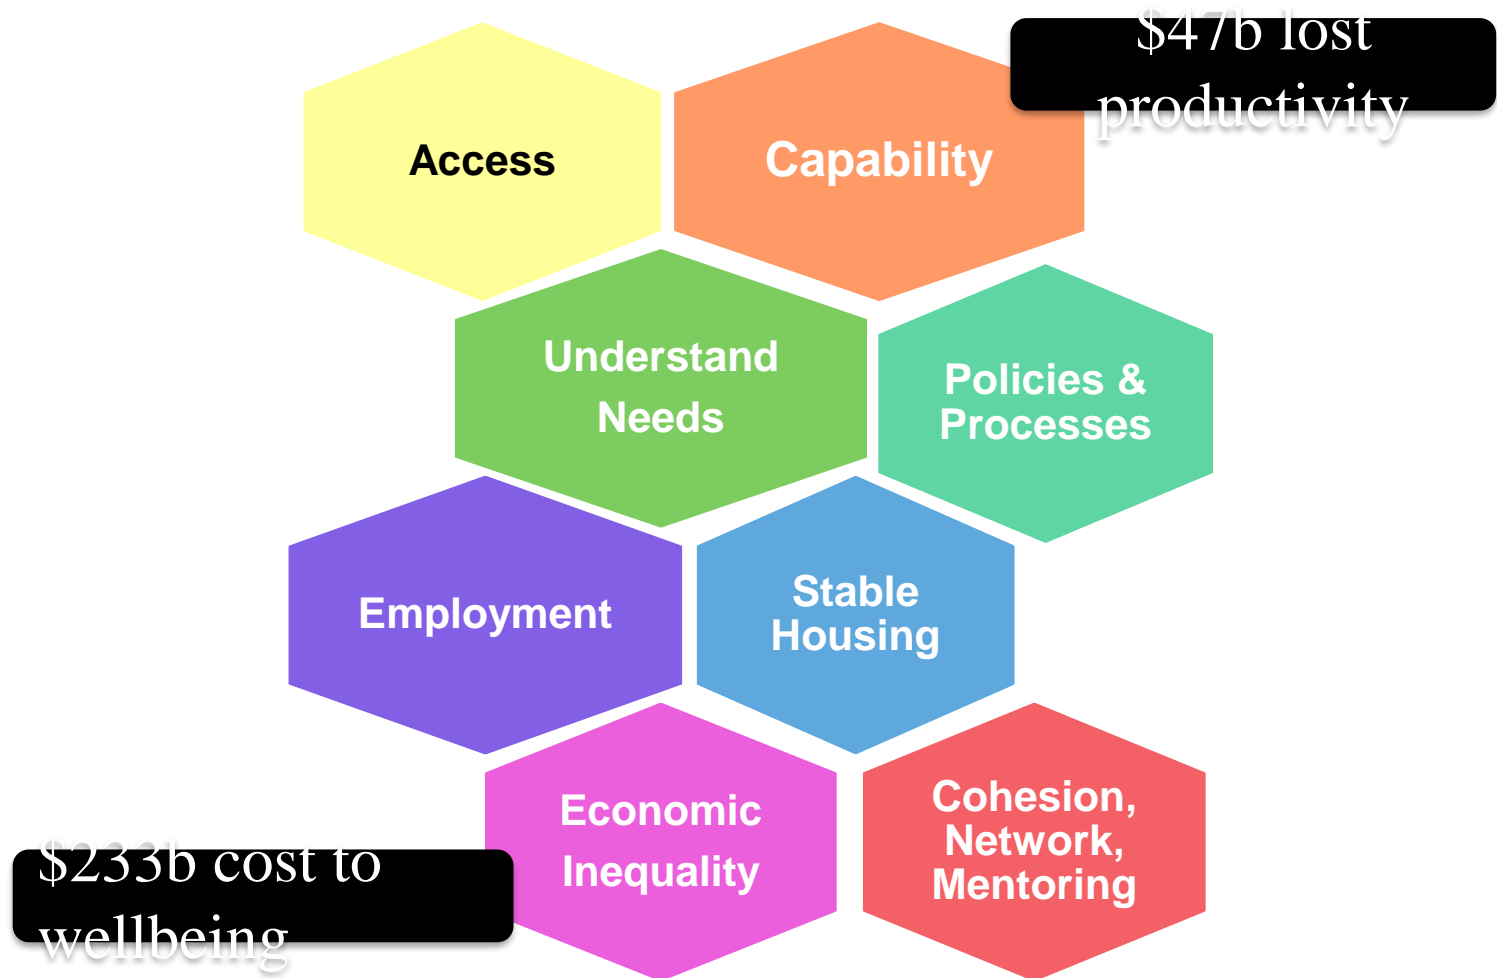 $47b lost
productivity
Access
Capability
Understand
Needs
Policies &
Processes
Employment
Stable
Housing
Economic
Inequality
Cohesion,
Network,
Mentoring
$233b cost to
wellbeing